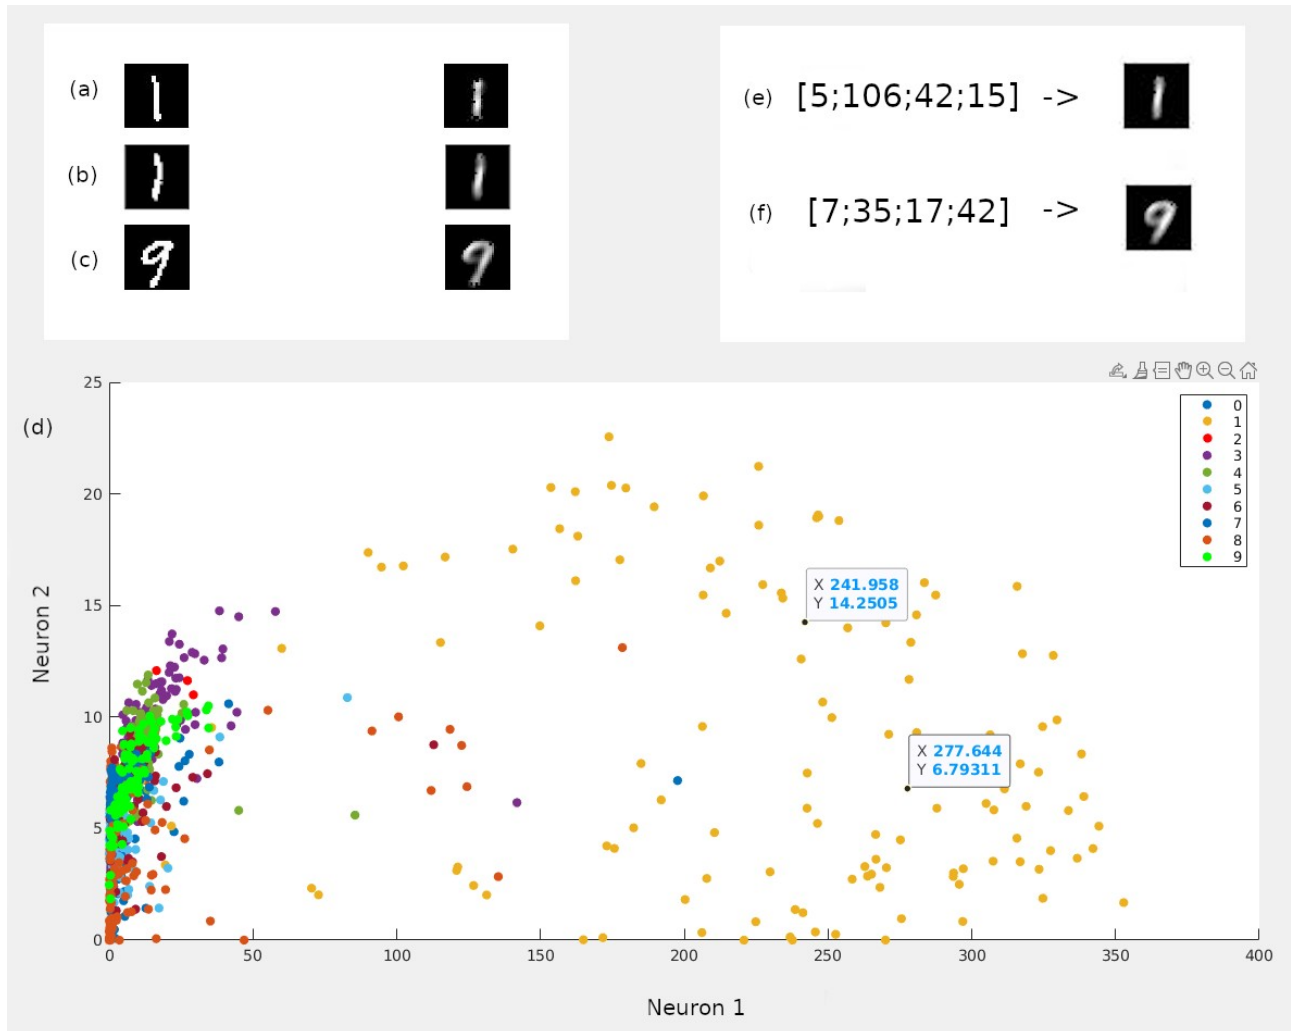 (a)
(b)
(c)
(e) [5;106;42;15] ->
(f) [7;35;17;42] ->
(d)
25
20
15
10
5
0
Neuron 2
X 241.958
Y 14.2505
X 277.644
Y 6.79311
0
1
2
3
4
5
6
7
8
9
0 50 100 150 200 250 300 350 400
Neuron 1